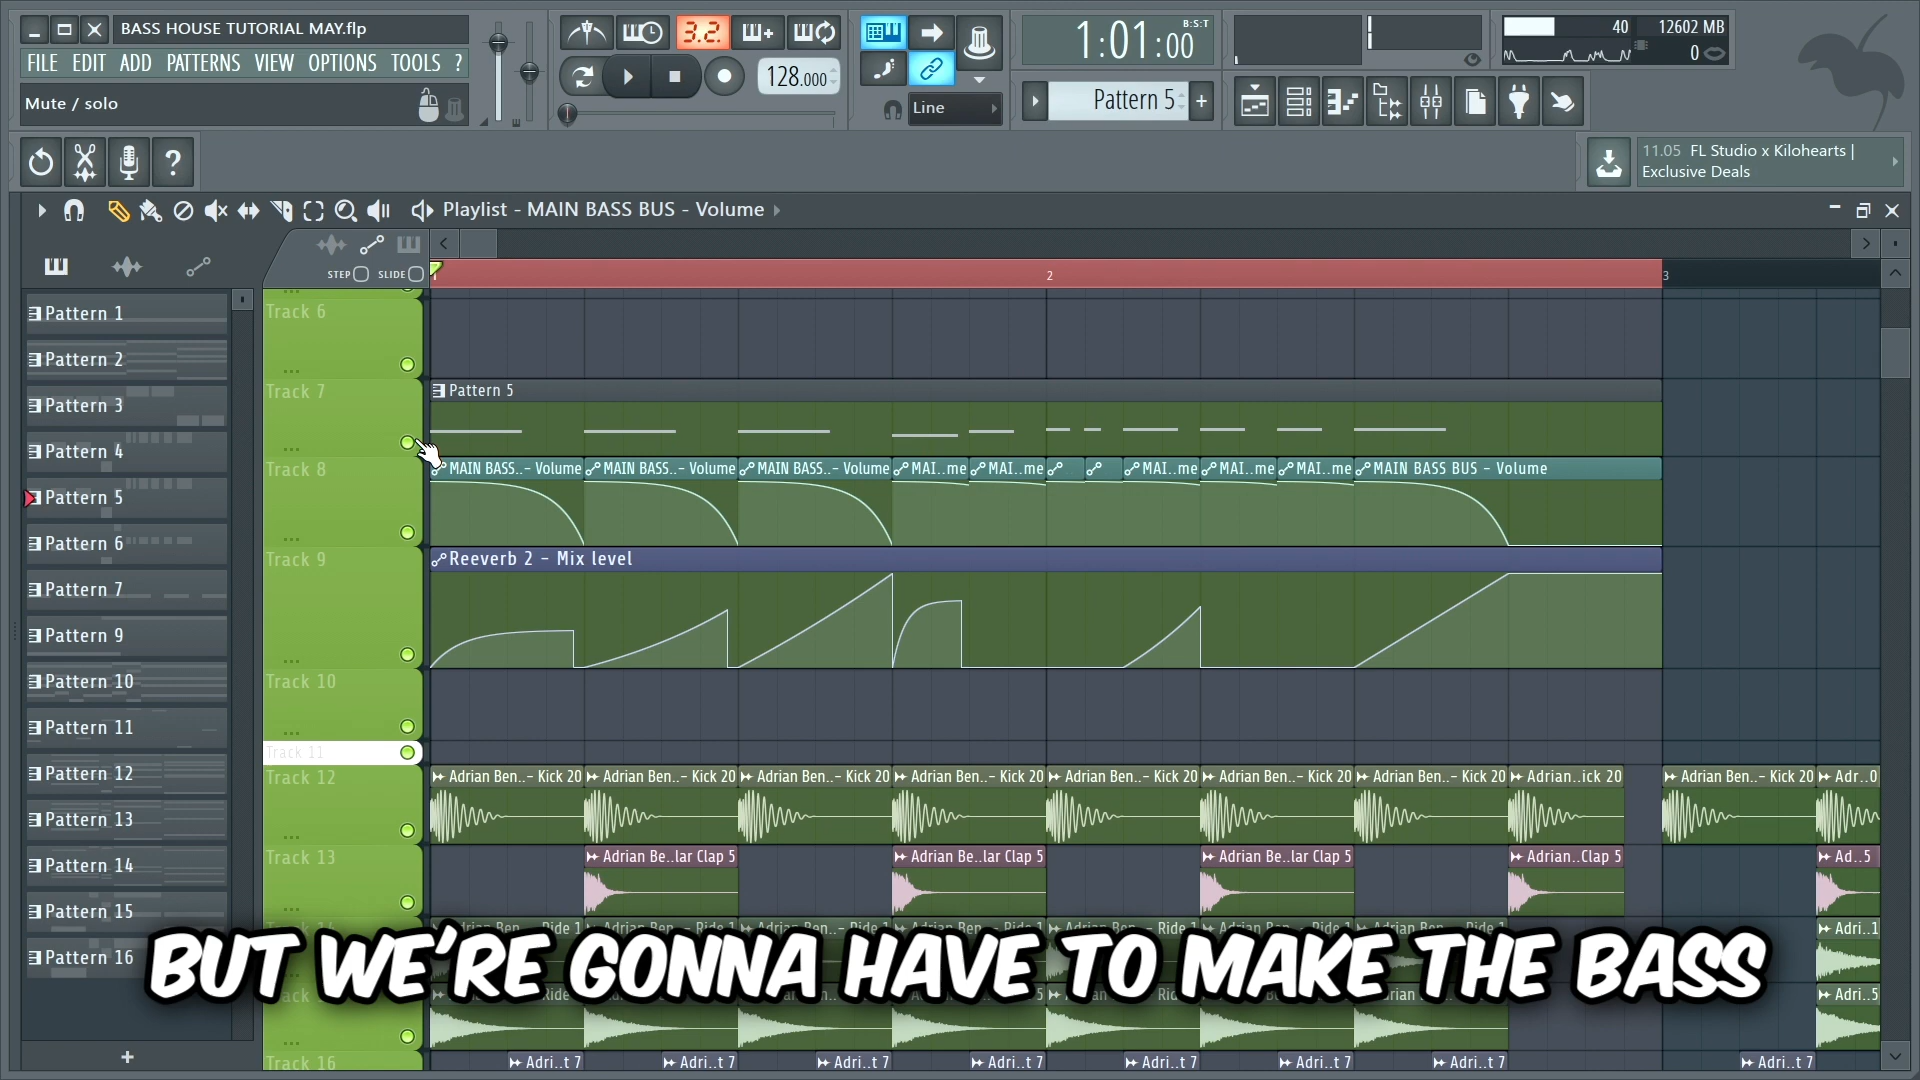 BASS HOUSE TUTORIAL MAY.flp
FILE EDIT ADD PATTERNS VIEW OPTIONS TOOLS ?
Mute / solo
3.2.
128.000
Line
1:01:00
B:S:T
Pattern 5
+
40
12602 MB
0
?
11.05 FL Studio x Kilohearts |
Exclusive Deals
Playlist - MAIN BASS BUS - Volume
STEP
SLIDE
1
2
3
Pattern 1
Pattern 2
Pattern 3
Pattern 4
Pattern 5
Pattern 6
Pattern 7
Pattern 9
Pattern 10
Pattern 11
Pattern 12
Pattern 13
Pattern 14
Pattern 15
Pattern 16
+
Track 6
Track 7
Pattern 5
Track 8
MAIN BASS..- Volume
MAIN BASS..- Volume
MAIN BASS..- Volume
MAI..me
MAI..me
MAI..me
MAI..me
MAI..me
MAIN BASS BUS - Volume
Track 9
Reeverb 2 - Mix level
Track 10
Track 11
Track 12
Adrian Ben..- Kick 20
Adrian Ben..- Kick 20
Adrian Ben..- Kick 20
Adrian Ben..- Kick 20
Adrian Ben..- Kick 20
Adrian Ben..- Kick 20
Adrian Ben..- Kick 20
Adrian..ick 20
Adrian Ben..- Kick 20
Adr..0
Track 13
Adrian Be..lar Clap 5
Adrian Be..lar Clap 5
Adrian Be..lar Clap 5
Adrian..Clap 5
Ad..5
Adri..1
BUT WE'RE GONNA HAVE TO MAKE THE BASS
Adri..5
Track 16
Adri..t 7
Adri..t 7
Adri..t 7
Adri..t 7
Adri..t 7
Adri..t 7
Adri..t 7
Adri..t 7